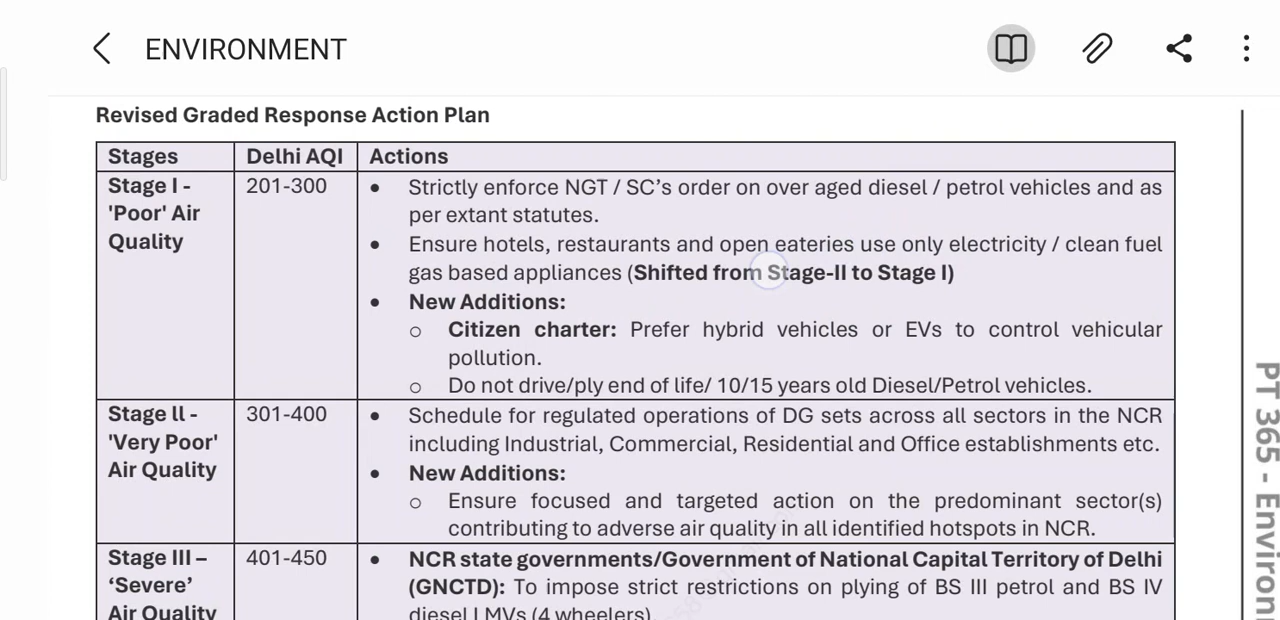 ENVIRONMENT
Revised Graded Response Action Plan
Stages Delhi AQI Actions
Stage I - 201-300 • Strictly enforce NGT / SC’s order on over aged diesel / petrol vehicles and as
'Poor' Air per extant statutes.
Quality • Ensure hotels, restaurants and open eateries use only electricity / clean fuel
gas based appliances (Shifted from Stage-II to Stage I)
• New Additions:
o Citizen charter: Prefer hybrid vehicles or EVs to control vehicular
pollution.
o Do not drive/ply end of life/ 10/15 years old Diesel/Petrol vehicles.
Stage ll - 301-400 • Schedule for regulated operations of DG sets across all sectors in the NCR
'Very Poor' including Industrial, Commercial, Residential and Office establishments etc.
Air Quality • New Additions:
o Ensure focused and targeted action on the predominant sector(s)
contributing to adverse air quality in all identified hotspots in NCR.
Stage III – 401-450 • NCR state governments/Government of National Capital Territory of Delhi
‘Severe’ (GNCTD): To impose strict restrictions on plying of BS III petrol and BS IV
Air Quality diesel LMVs (4 wheelers).
PT 365 - Environ